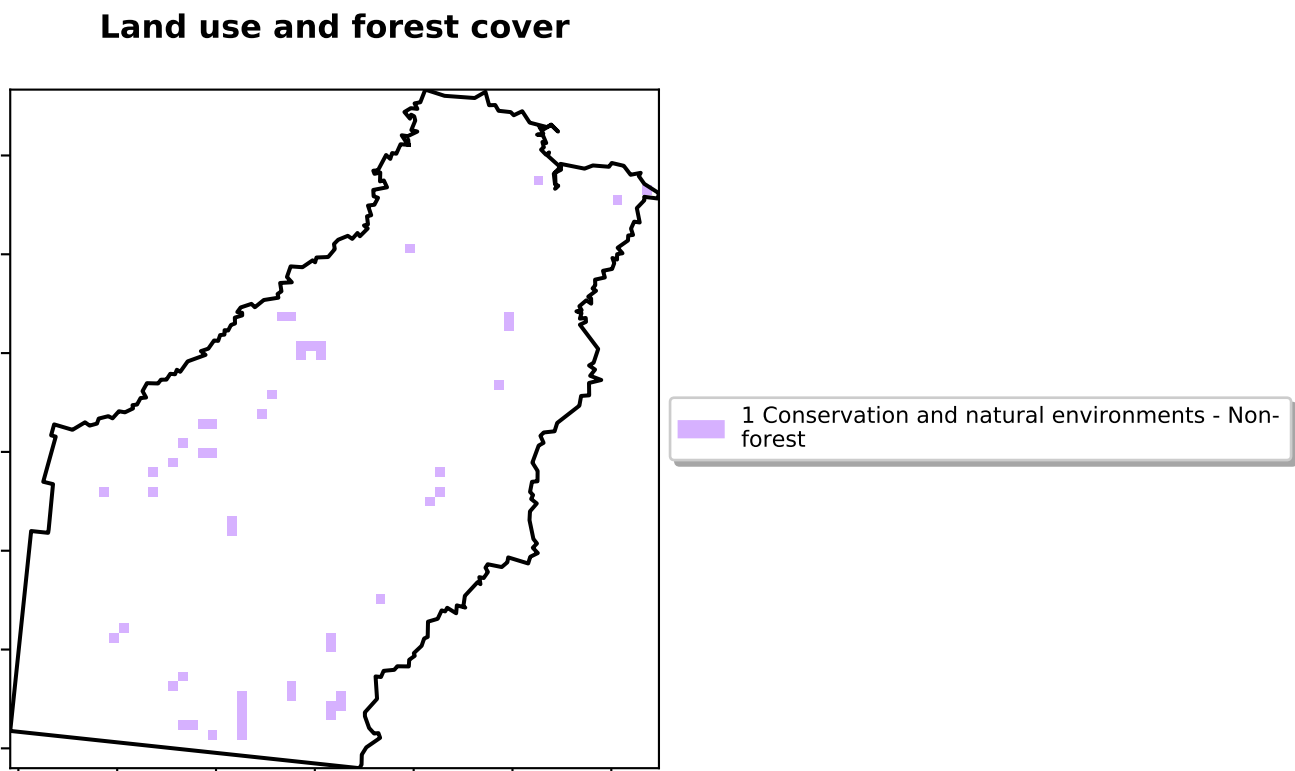 Land use and forest cover
1 Conservation and natural environments - Non-
forest